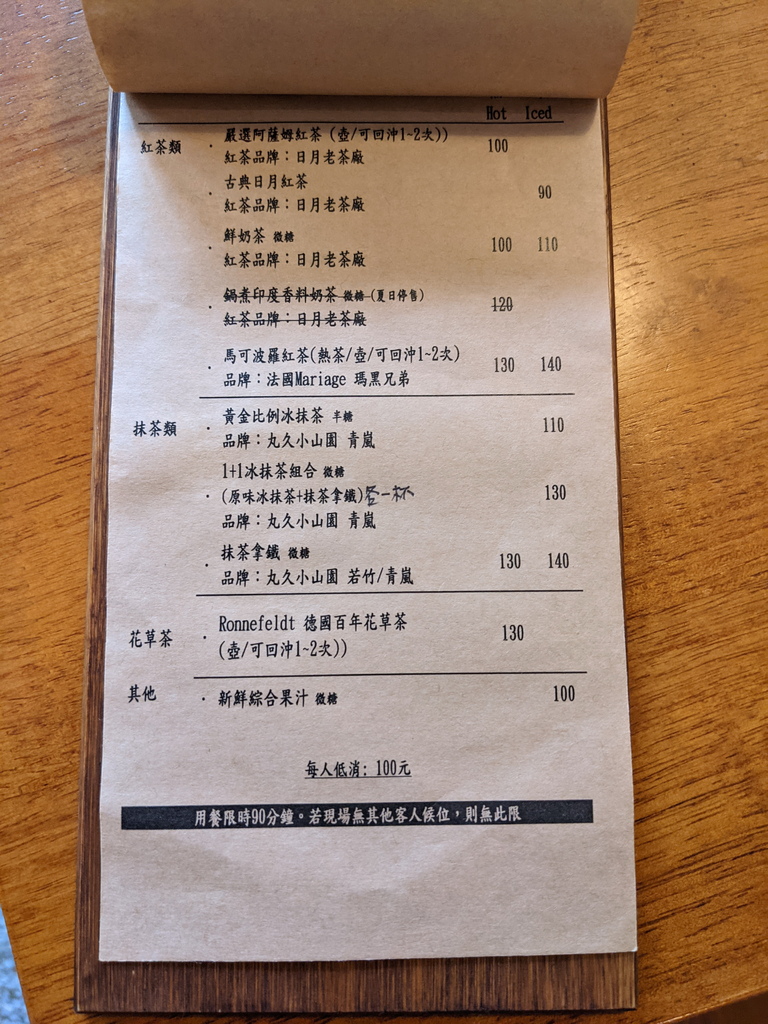 Hot Iced
紅茶類 · 嚴選阿薩姆紅茶 (壺/可回沖1~2次)) 100
紅茶品牌：日月老茶廠
· 古典日月紅茶 90
紅茶品牌：日月老茶廠
· 鮮奶茶 微糖 100 110
紅茶品牌：日月老茶廠
· 鍋煮印度香料奶茶 微糖 (夏日停售) 120
紅茶品牌：日月老茶廠
· 馬可波羅紅茶(熱茶/壺/可回沖1~2次) 130 140
品牌：法國Mariage 瑪黑兄弟
抹茶類 · 黃金比例冰抹茶 半糖 110
品牌：丸久小山園 青嵐
1+1冰抹茶組合 微糖
· (原味冰抹茶+抹茶拿鐵)各一杯 130
品牌：丸久小山園 青嵐
· 抹茶拿鐵 微糖 130 140
品牌：丸久小山園 若竹/青嵐
花草茶 · Ronnefeldt 德國百年花草茶 130
(壺/可回沖1~2次))
其他 · 新鮮綜合果汁 微糖 100
每人低消: 100元
用餐限時90分鐘。若現場無其他客人候位，則無此限